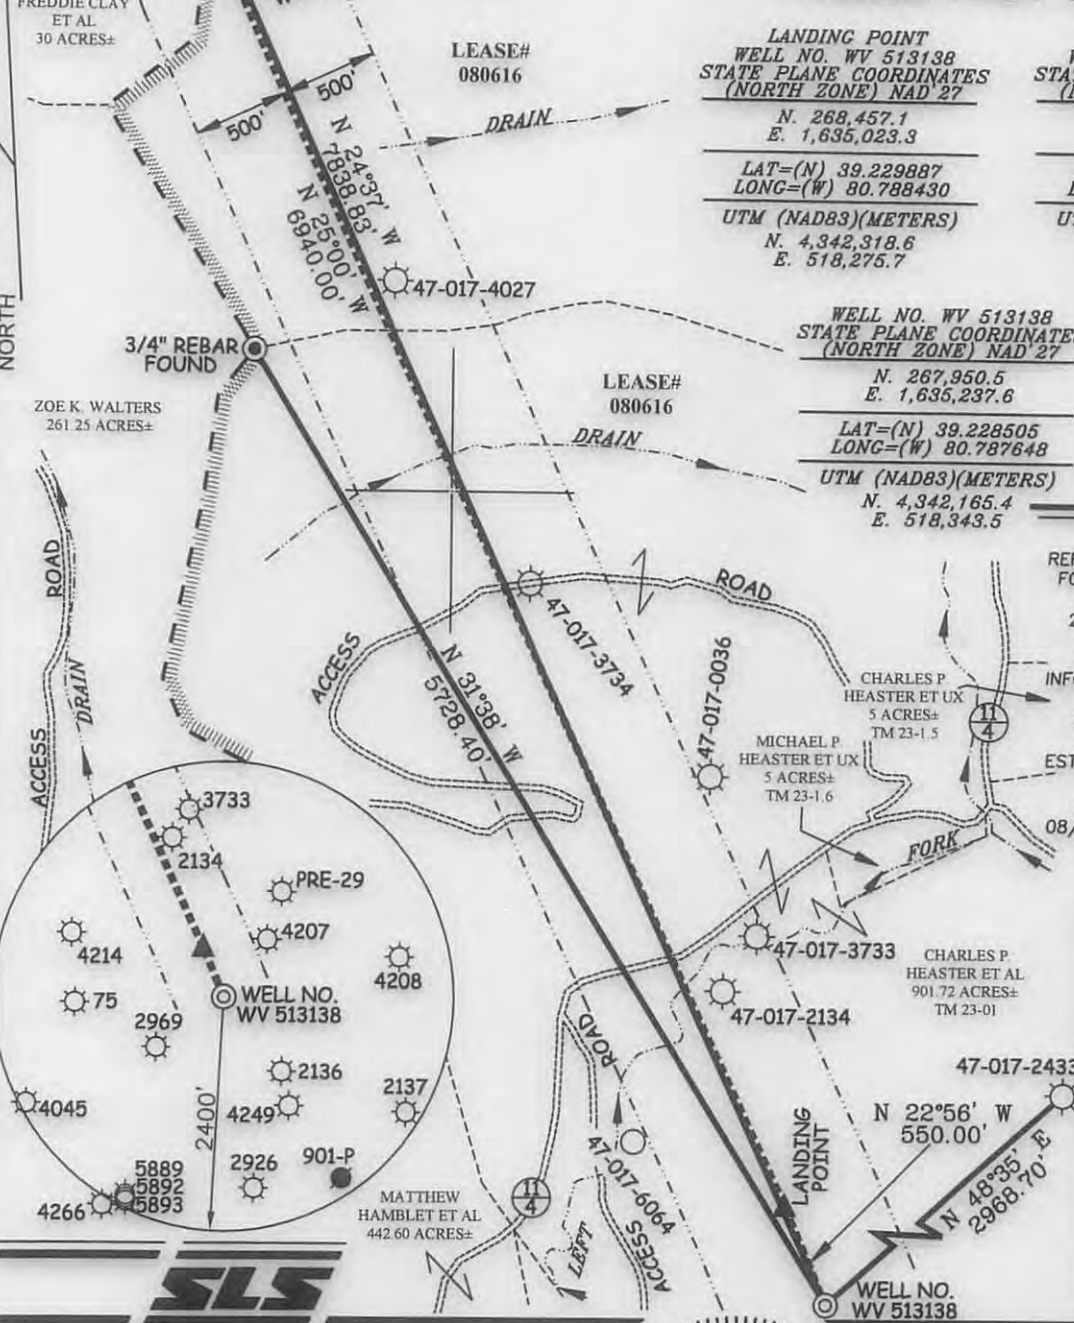 FREDDIE CLAY
ET AL
30 ACRES±
LEASE#
080616
LANDING POINT
WELL NO. WV 513138
STATE PLANE COORDINATES
(NORTH ZONE) NAD'27
N. 268,457.1
E. 1,635,023.3
LAT=(N) 39.229887
LONG=(W) 80.788430
UTM (NAD83)(METERS)
N. 4,342,318.6
E. 518,275.7
500'
500'
DRAIN
N 24°37' W
7838.83'
N 25°00' W
6940.00'
47-017-4027
NORTH
3/4" REBAR
FOUND
WELL NO. WV 513138
STATE PLANE COORDINATES
(NORTH ZONE) NAD'27
N. 267,950.5
E. 1,635,237.6
LAT=(N) 39.228505
LONG=(W) 80.787648
UTM (NAD83)(METERS)
N. 4,342,165.4
E. 518,343.5
LEASE#
080616
ZOE K. WALTERS
261.25 ACRES±
DRAIN
ROAD
ROAD
47-017-3734
ACCESS
DRAIN
N 31°38' W
5728.40'
47-017-0036
CHARLES P.
HEASTER ET UX
5 ACRES±
TM 23-1.5
11
4
MICHAEL P.
HEASTER ET UX
5 ACRES±
TM 23-1.6
ACCESS
08/
FORK
3733
2134
PRE-29
4207
4214
4208
75
WELL NO.
WV 513138
2969
2136
2137
4249
4045
2400'
2926
901-P
5889
5892
5893
4266
47-017-3733
CHARLES P.
HEASTER ET AL
901.72 ACRES±
TM 23-01
47-017-2134
ROAD
47-017-2433
N 22°56' W
550.00'
LANDING
POINT
N 48°35' E
2968.70'
47-017-6064
MATTHEW
HAMBLET ET AL
442.60 ACRES±
11
4
LEFT
ACCESS
SLS
WELL NO.
WV 513138